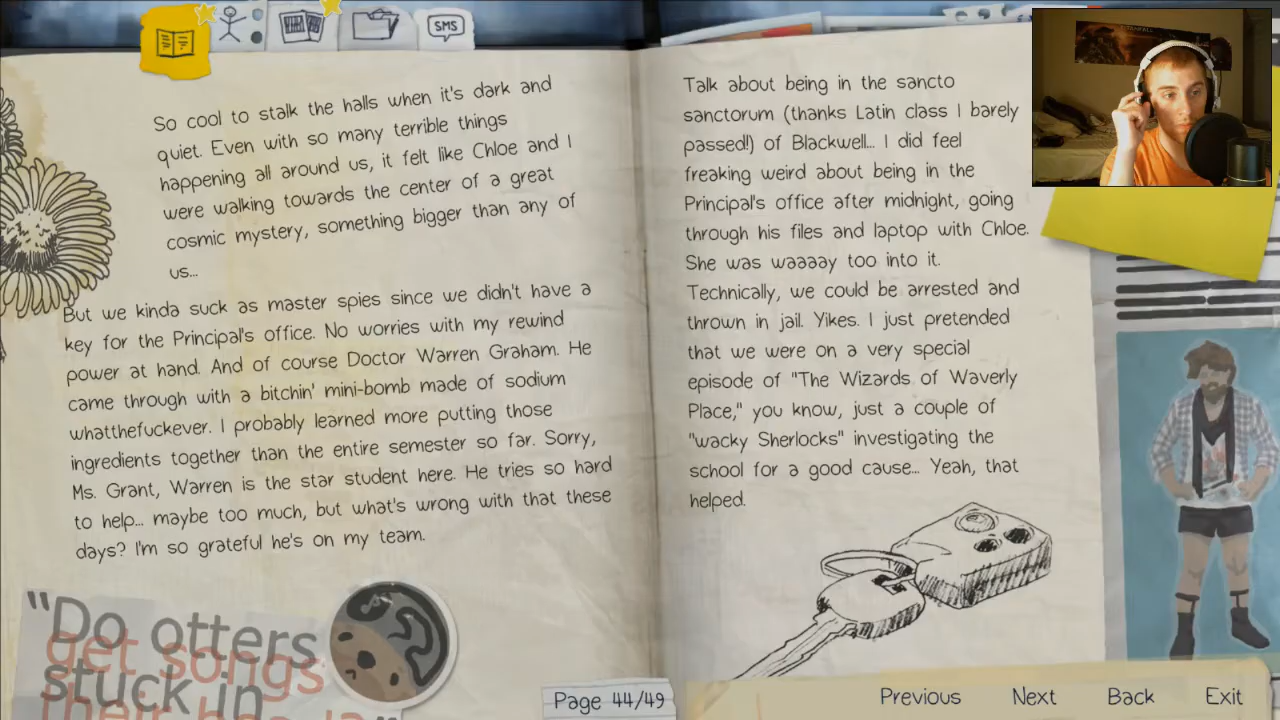 SMS
So cool to stalk the halls when it's dark and
quiet. Even with so many terrible things
happening all around us, it felt like Chloe and I
were walking towards the center of a great
cosmic mystery, something bigger than any of
us...
But we kinda suck as master spies since we didn't have a
key for the Principal's office. No worries with my rewind
power at hand. And of course Doctor Warren Graham. He
came through with a bitchin' mini-bomb made of sodium
whatthefuckever. I probably learned more putting those
ingredients together than the entire semester so far. Sorry,
Ms. Grant, Warren is the star student here. He tries so hard
to help... maybe too much, but what's wrong with that these
days? I'm so grateful he's on my team.
"Do otters
get songs
stuck in
Talk about being in the sancto
sanctorum (thanks Latin class I barely
passed!) of Blackwell... I did feel
freaking weird about being in the
Principal's office after midnight, going
through his files and laptop with Chloe.
She was waaaay too into it.
Technically, we could be arrested and
thrown in jail. Yikes. I just pretended
that we were on a very special
episode of "The Wizards of Waverly
Place," you know, just a couple of
"wacky Sherlocks" investigating the
school for a good cause... Yeah, that
helped.
Page 44/49
Previous Next Back Exit